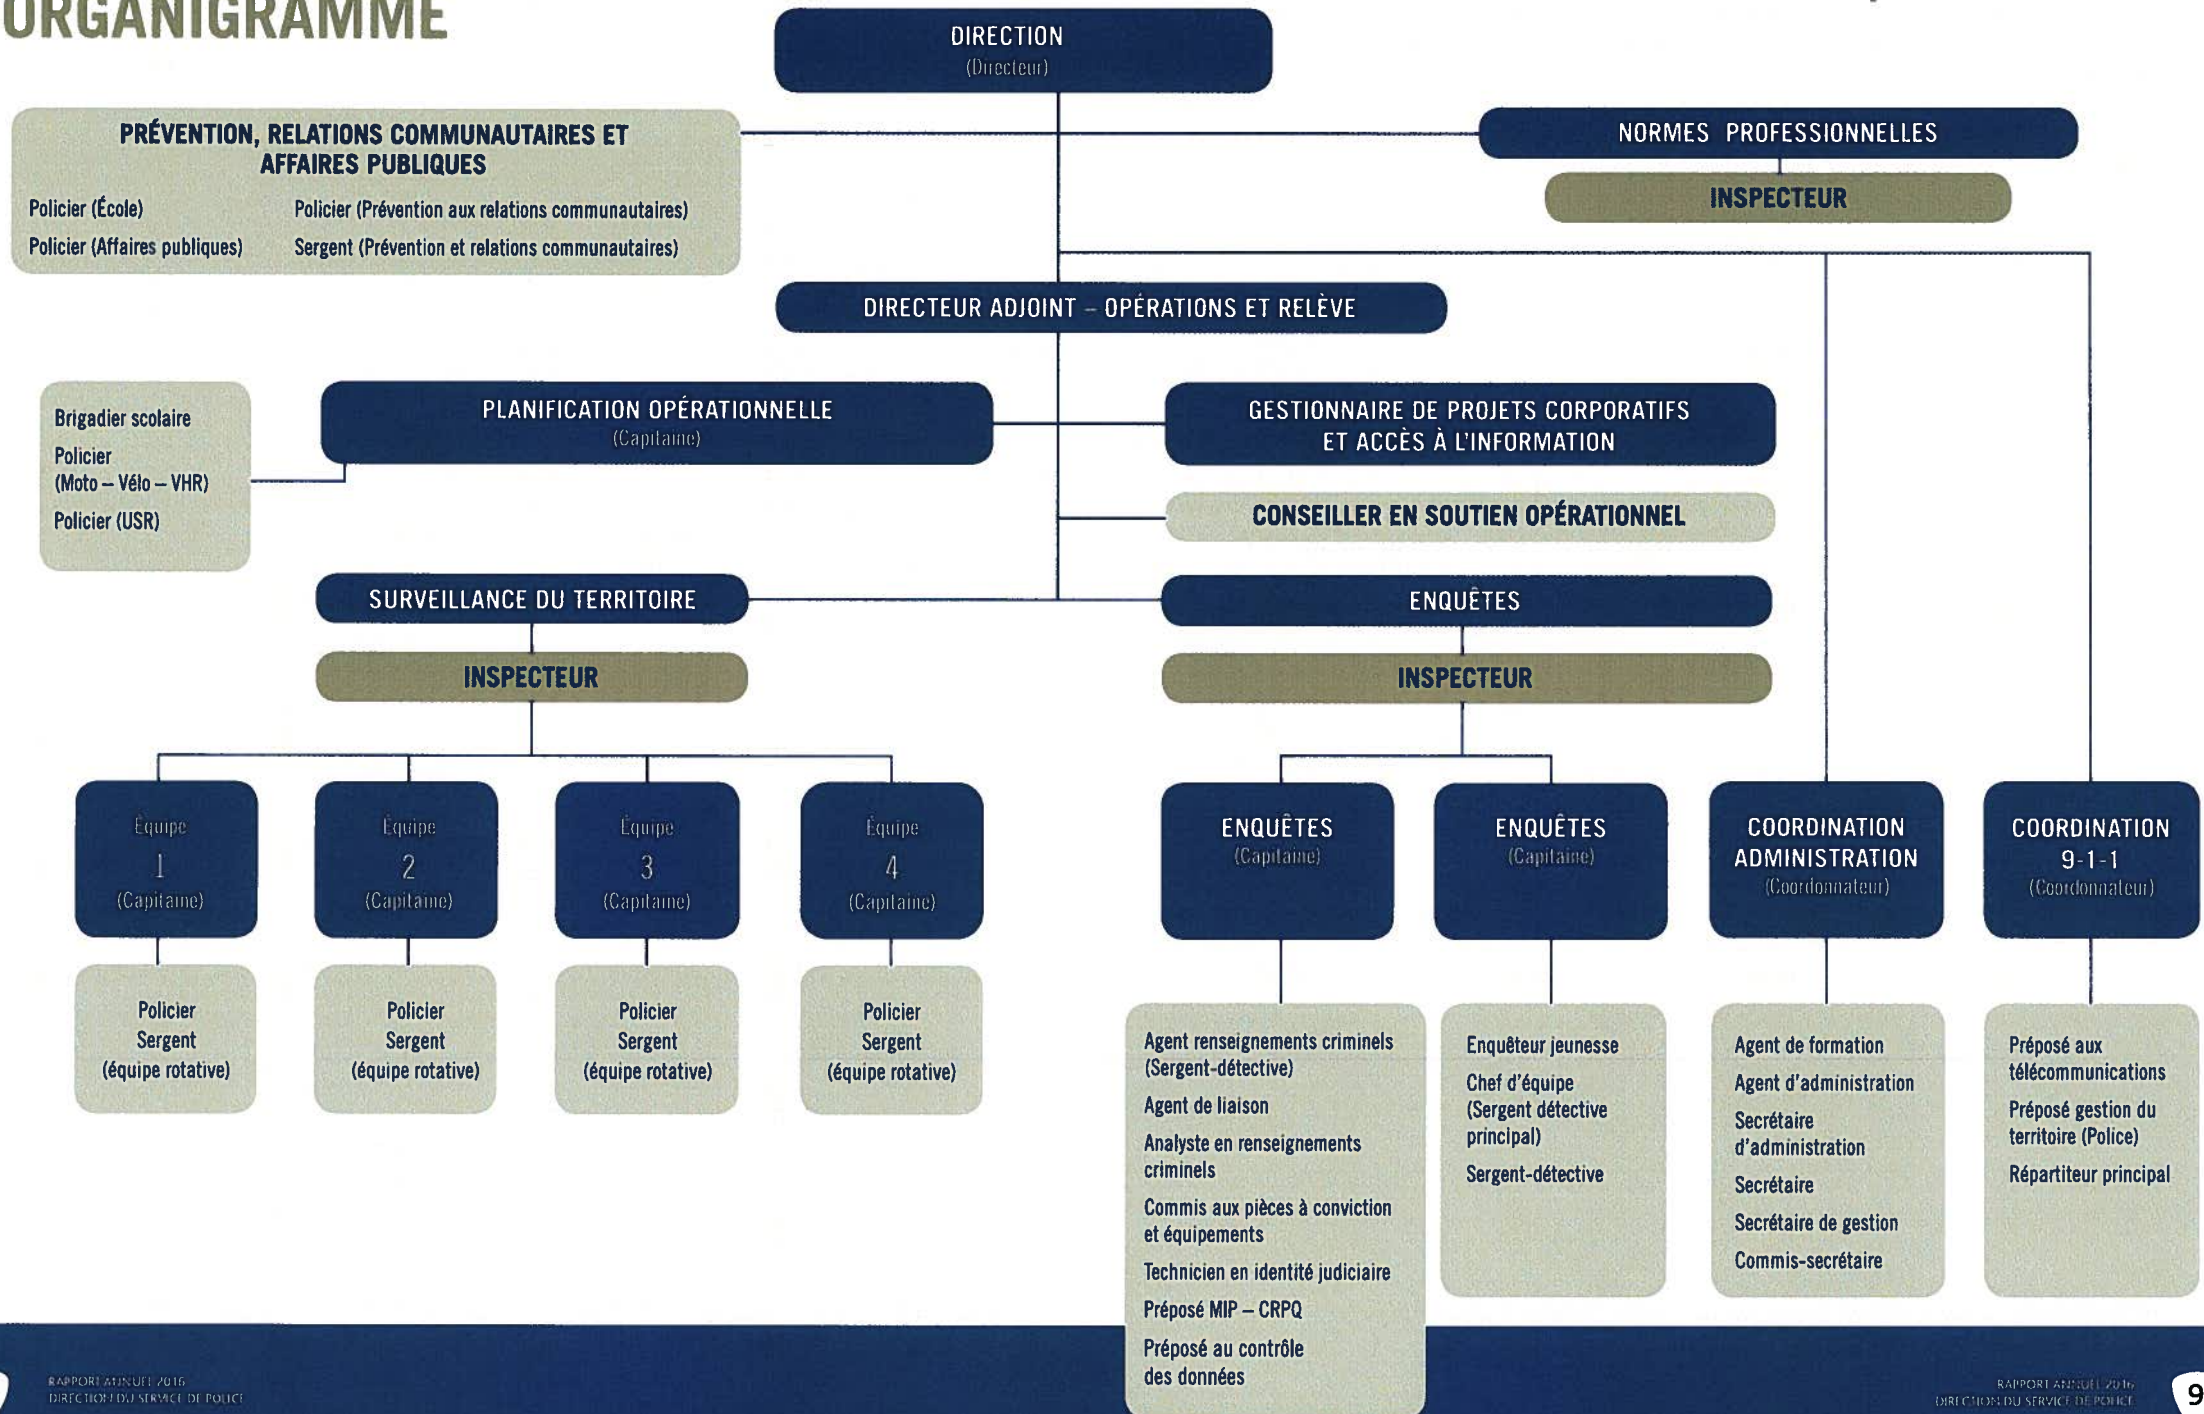 ORGANIGRAMME
DIRECTION
(Directeur)
PRÉVENTION, RELATIONS COMMUNAUTAIRES ET
AFFAIRES PUBLIQUES
Policier (École)
Policier (Prévention aux relations communautaires)
Policier (Affaires publiques)
Sergent (Prévention et relations communautaires)
NORMES PROFESSIONNELLES
INSPECTEUR
DIRECTEUR ADJOINT – OPÉRATIONS ET RELÈVE
Brigadier scolaire
Policier
(Moto – Vélo – VHR)
Policier (USR)
PLANIFICATION OPÉRATIONNELLE
(Capitaine)
GESTIONNAIRE DE PROJETS CORPORATIFS
ET ACCÈS À L'INFORMATION
CONSEILLER EN SOUTIEN OPÉRATIONNEL
SURVEILLANCE DU TERRITOIRE
INSPECTEUR
ENQUÊTES
INSPECTEUR
Équipe
1
(Capitaine)
Policier
Sergent
(équipe rotative)
Équipe
2
(Capitaine)
Policier
Sergent
(équipe rotative)
Équipe
3
(Capitaine)
Policier
Sergent
(équipe rotative)
Équipe
4
(Capitaine)
Policier
Sergent
(équipe rotative)
ENQUÊTES
(Capitaine)
Agent renseignements criminels
(Sergent-détective)
Agent de liaison
Analyste en renseignements
criminels
Commis aux pièces à conviction
et équipements
Technicien en identité judiciaire
Préposé MIP – CRPQ
Préposé au contrôle
des données
ENQUÊTES
(Capitaine)
Enquêteur jeunesse
Chef d'équipe
(Sergent détective
principal)
Sergent-détective
COORDINATION
ADMINISTRATION
(Coordonnateur)
Agent de formation
Agent d'administration
Secrétaire
d'administration
Secrétaire
Secrétaire de gestion
Commis-secrétaire
COORDINATION
9-1-1
(Coordonnateur)
Préposé aux
télécommunications
Préposé gestion du
territoire (Police)
Répartiteur principal
RAPPORT ANNUEL 2016
DIRECTION DU SERVICE DE POLICE
RAPPORT ANNUEL 2016
DIRECTION DU SERVICE DE POLICE
9